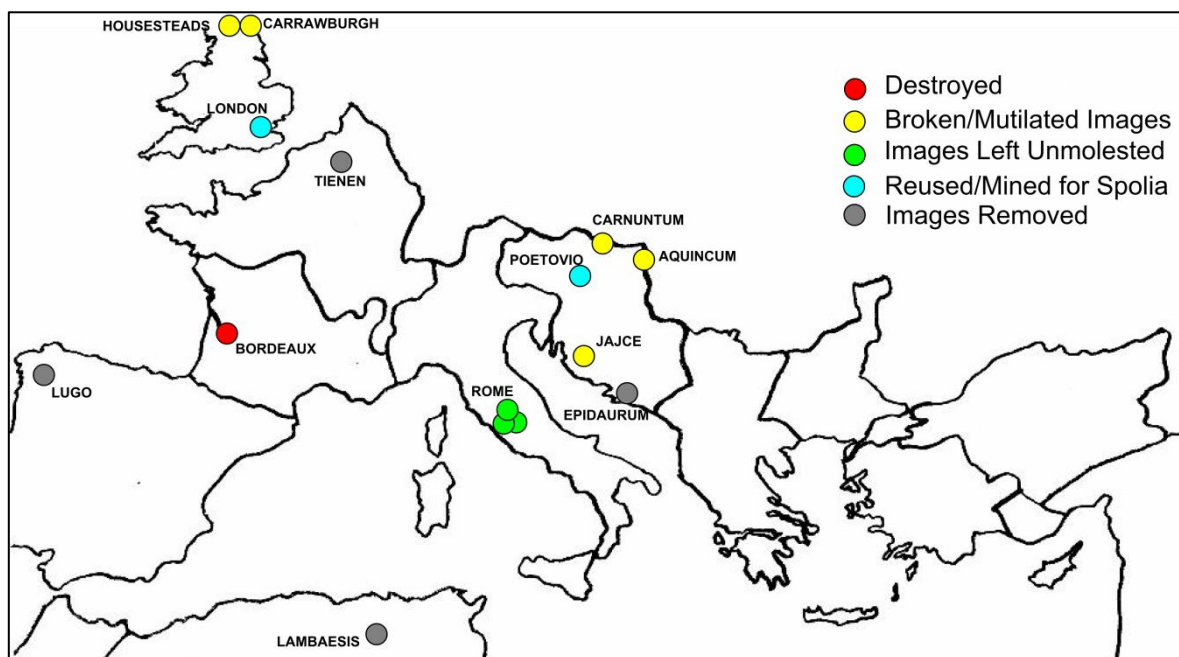 HOUSESTEADS
CARRAWBURGH
LONDON
TIENEN
CARNUNTUM
POETOVIO
AQUINCUM
BORDEAUX
JAJCE
LUGO
ROME
EPIDAURUM
LAMBAESIS
Destroyed
Broken/Mutilated Images
Images Left Unmolested
Reused/Mined for Spolia
Images Removed